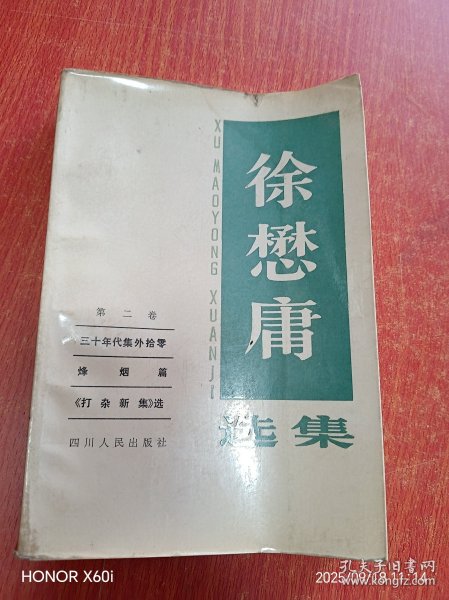 XU MAOYONG XUANJI
徐懋庸
选集
第二卷
三十年代集外拾零
烽烟篇
《打杂新集》选
四川人民出版社
HONOR X60i
2025/09/18 11:14
孔夫子旧书网